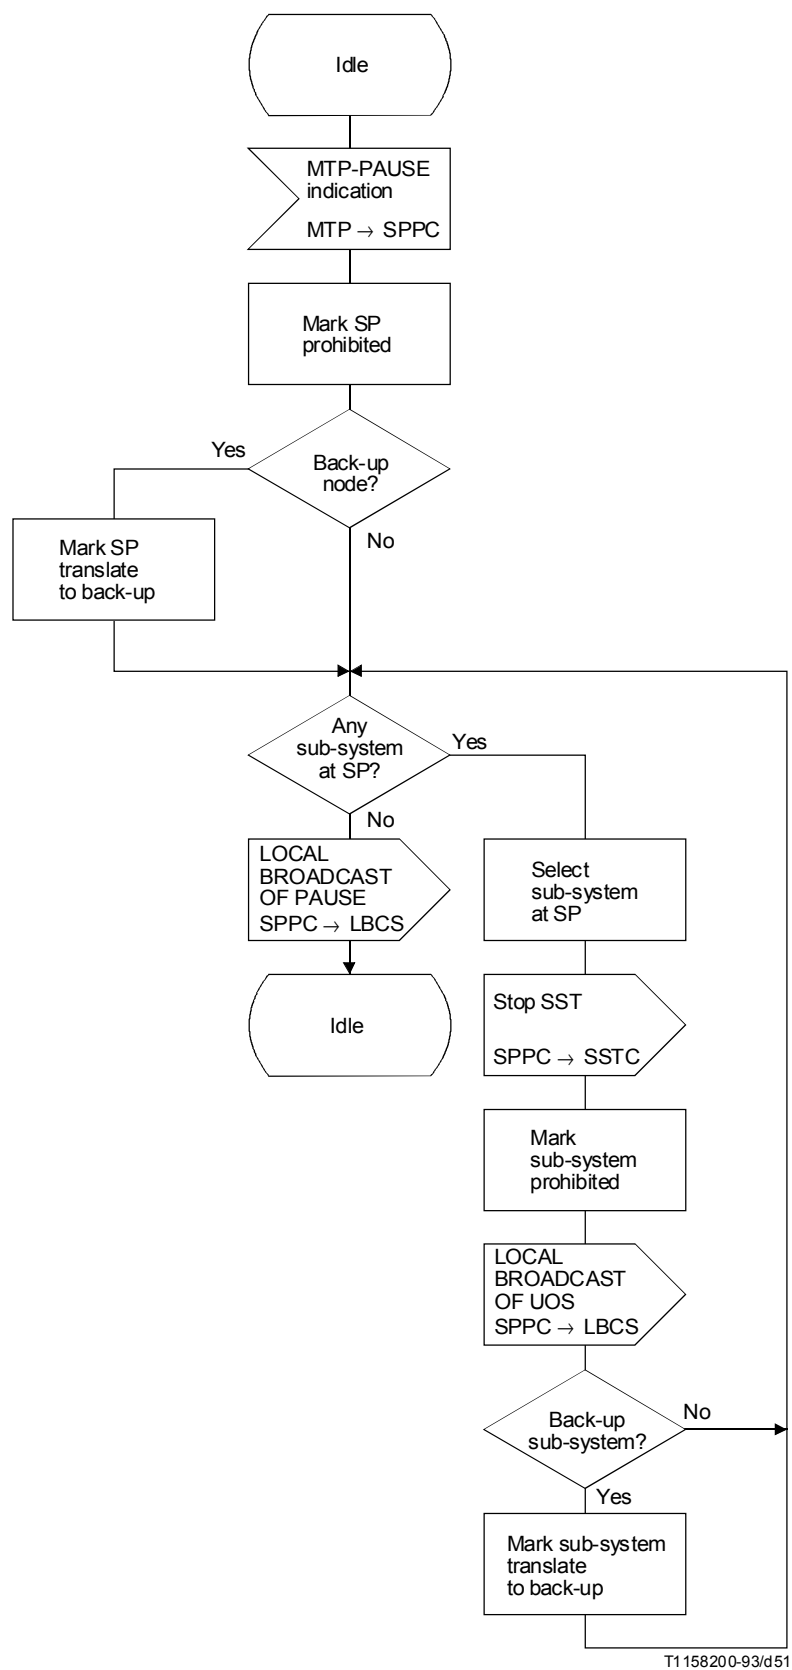 Idle
MTP-PAUSE
indication
MTP → SPPC
Mark SP
prohibited
Yes
Back-up
node?
No
Mark SP
translate
to back-up
Any
sub-system
at SP?
Yes
No
LOCAL
BROADCAST
OF PAUSE
SPPC → LBCS
Select
sub-system
at SP
Idle
Stop SST
SPPC → SSTC
Mark
sub-system
prohibited
LOCAL
BROADCAST
OF UOS
SPPC → LBCS
Back-up
sub-system?
No
Yes
Mark sub-system
translate
to back-up
T1158200-93/d51